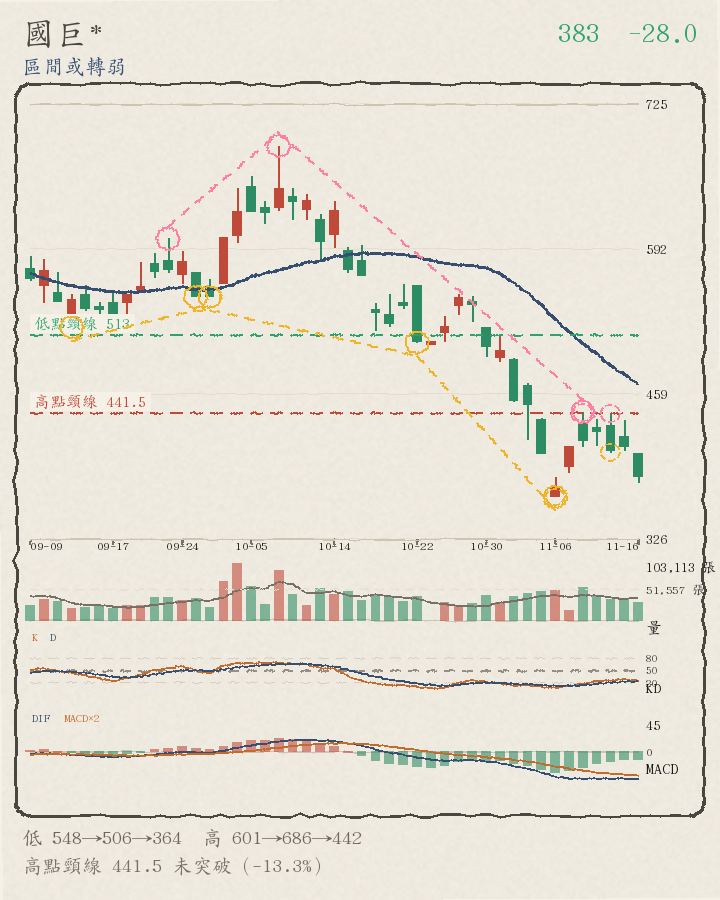 國巨*
383 -28.0
區間或轉弱
725
592
低點頸線 513
459
高點頸線 441.5
326
09-09 09-17 09-24 10-05 10-14 10-22 10-30 11-06 11-16
103,113 張
51,557 張
量
K D
80
50
20
KD
DIF MACD×2
45
0
MACD
低 548→506→364 高 601→686→442
高點頸線 441.5 未突破 (-13.3%)